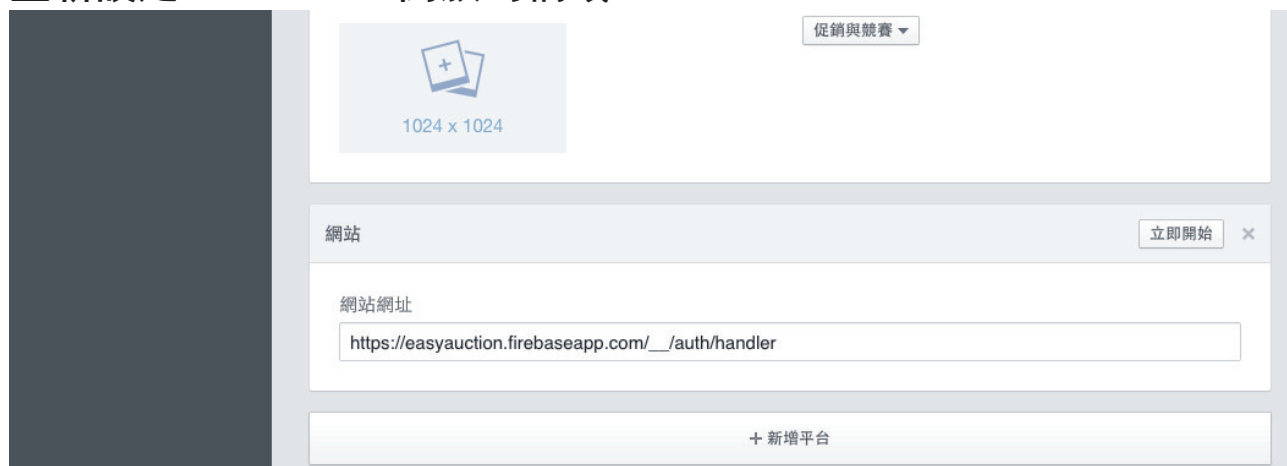 促銷與競賽
1024 x 1024
網站
立即開始
網站網址
https://easyauction.firebaseapp.com/__/auth/handler
+ 新增平台